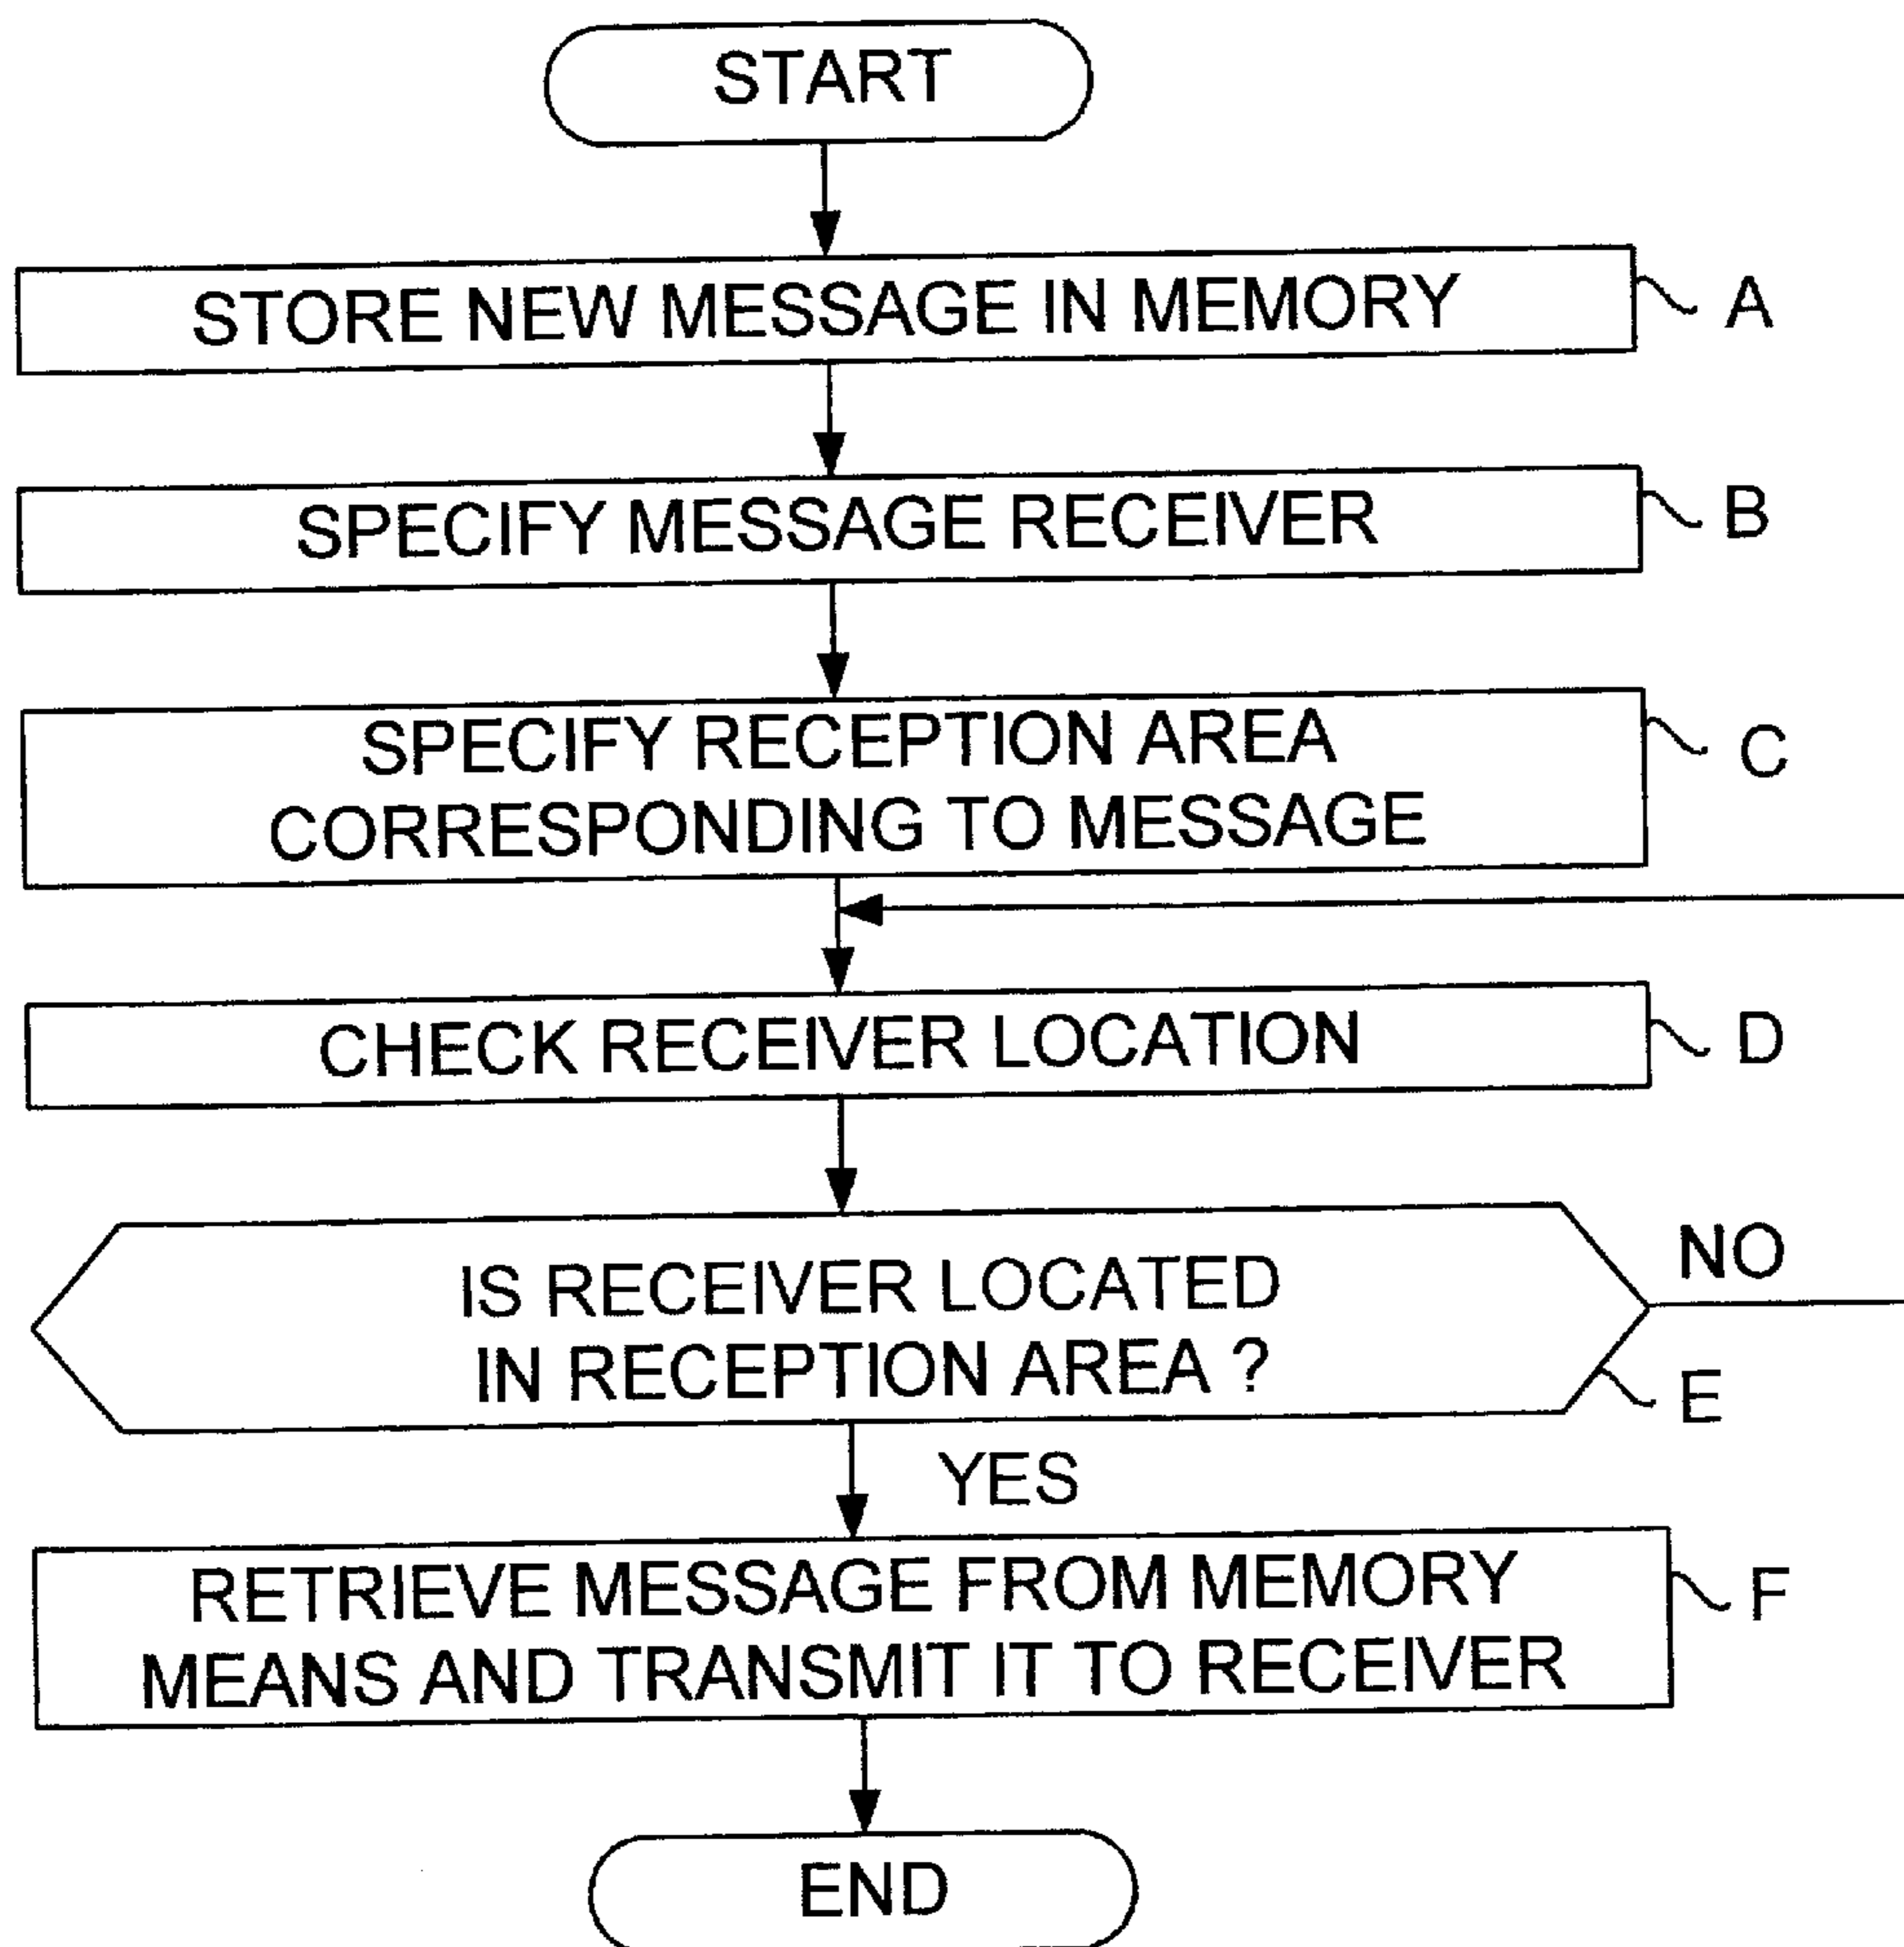 START
STORE NEW MESSAGE IN MEMORY
A
SPECIFY MESSAGE RECEIVER
B
SPECIFY RECEPTION AREA
CORRESPONDING TO MESSAGE
C
CHECK RECEIVER LOCATION
D
IS RECEIVER LOCATED
IN RECEPTION AREA ?
NO
E
YES
RETRIEVE MESSAGE FROM MEMORY
MEANS AND TRANSMIT IT TO RECEIVER
F
END